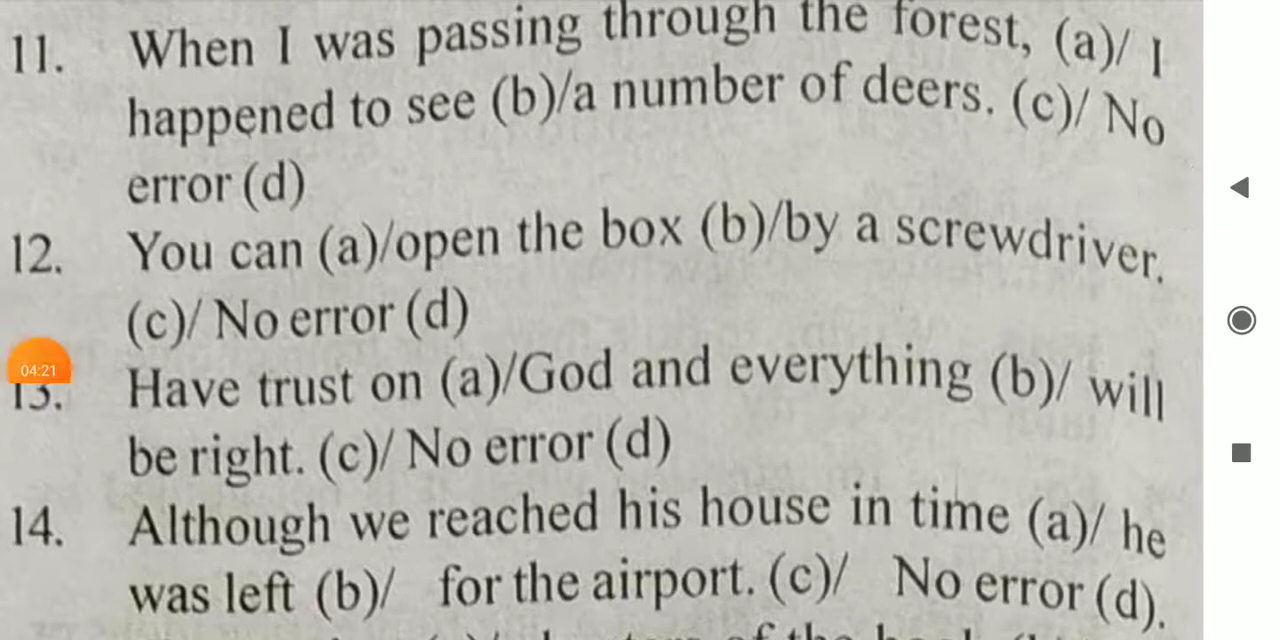 11. When I was passing through the forest, (a)/ I
happened to see (b)/a number of deers. (c)/ No
error (d)
12. You can (a)/open the box (b)/by a screwdriver.
(c)/ No error (d)
04:21
13. Have trust on (a)/God and everything (b)/ will
be right. (c)/ No error (d)
14. Although we reached his house in time (a)/ he
was left (b)/ for the airport. (c)/ No error (d).